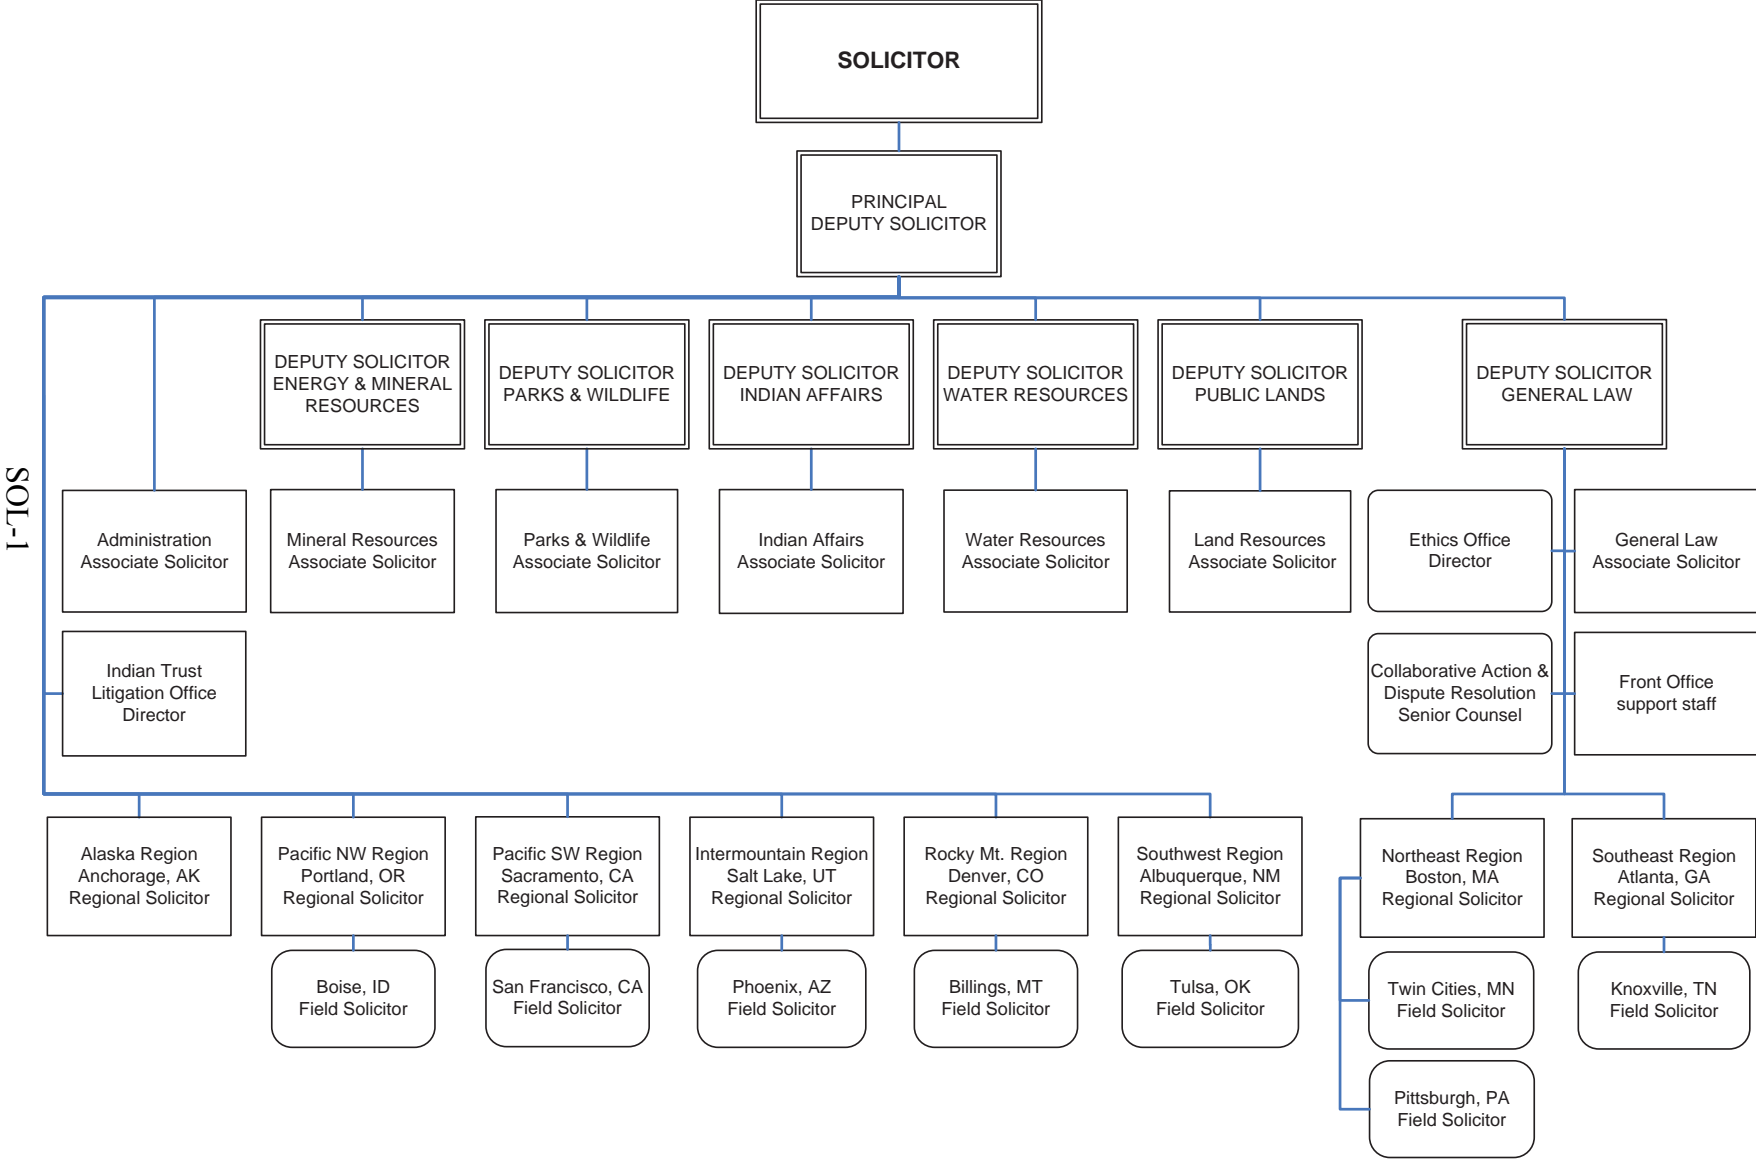 SOLICITOR
PRINCIPAL
DEPUTY SOLICITOR
DEPUTY SOLICITOR
ENERGY & MINERAL
RESOURCES
DEPUTY SOLICITOR
PARKS & WILDLIFE
DEPUTY SOLICITOR
INDIAN AFFAIRS
DEPUTY SOLICITOR
WATER RESOURCES
DEPUTY SOLICITOR
PUBLIC LANDS
DEPUTY SOLICITOR
GENERAL LAW
SOL-1
Administration
Associate Solicitor
Mineral Resources
Associate Solicitor
Parks & Wildlife
Associate Solicitor
Indian Affairs
Associate Solicitor
Water Resources
Associate Solicitor
Land Resources
Associate Solicitor
Ethics Office
Director
General Law
Associate Solicitor
Indian Trust
Litigation Office
Director
Collaborative Action &
Dispute Resolution
Senior Counsel
Front Office
support staff
Alaska Region
Anchorage, AK
Regional Solicitor
Pacific NW Region
Portland, OR
Regional Solicitor
Pacific SW Region
Sacramento, CA
Regional Solicitor
Intermountain Region
Salt Lake, UT
Regional Solicitor
Rocky Mt. Region
Denver, CO
Regional Solicitor
Southwest Region
Albuquerque, NM
Regional Solicitor
Northeast Region
Boston, MA
Regional Solicitor
Southeast Region
Atlanta, GA
Regional Solicitor
Boise, ID
Field Solicitor
San Francisco, CA
Field Solicitor
Phoenix, AZ
Field Solicitor
Billings, MT
Field Solicitor
Tulsa, OK
Field Solicitor
Twin Cities, MN
Field Solicitor
Knoxville, TN
Field Solicitor
Pittsburgh, PA
Field Solicitor